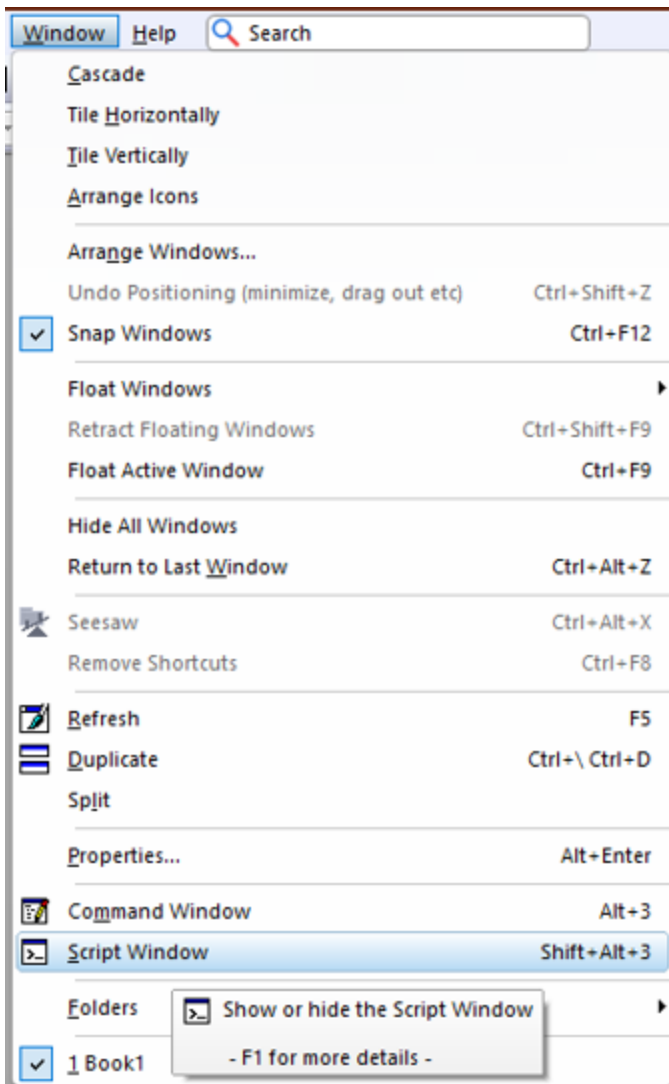 Window Help Search
Cascade
Tile Horizontally
Tile Vertically
Arrange Icons
Arrange Windows...
Undo Positioning (minimize, drag out etc) Ctrl+Shift+Z
Snap Windows Ctrl+F12
Float Windows
Retract Floating Windows Ctrl+Shift+F9
Float Active Window Ctrl+F9
Hide All Windows
Return to Last Window Ctrl+Alt+Z
Seesaw Ctrl+Alt+X
Remove Shortcuts Ctrl+F8
Refresh F5
Duplicate Ctrl+\ Ctrl+D
Split
Properties... Alt+Enter
Command Window Alt+3
Script Window Shift+Alt+3
Folders
Show or hide the Script Window
- F1 for more details -
1 Book1